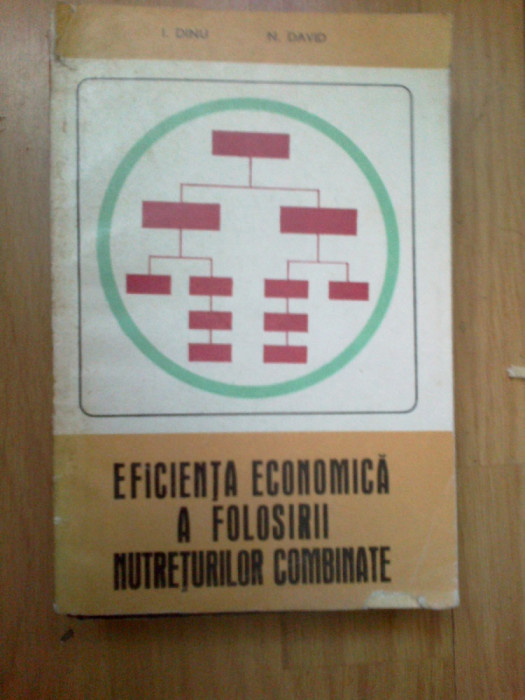 I. DINU N. DAVID
EFiCIENȚA ECONOMICĂ
A FOLOSIRII
NUTREȚURILOR COMBINATE